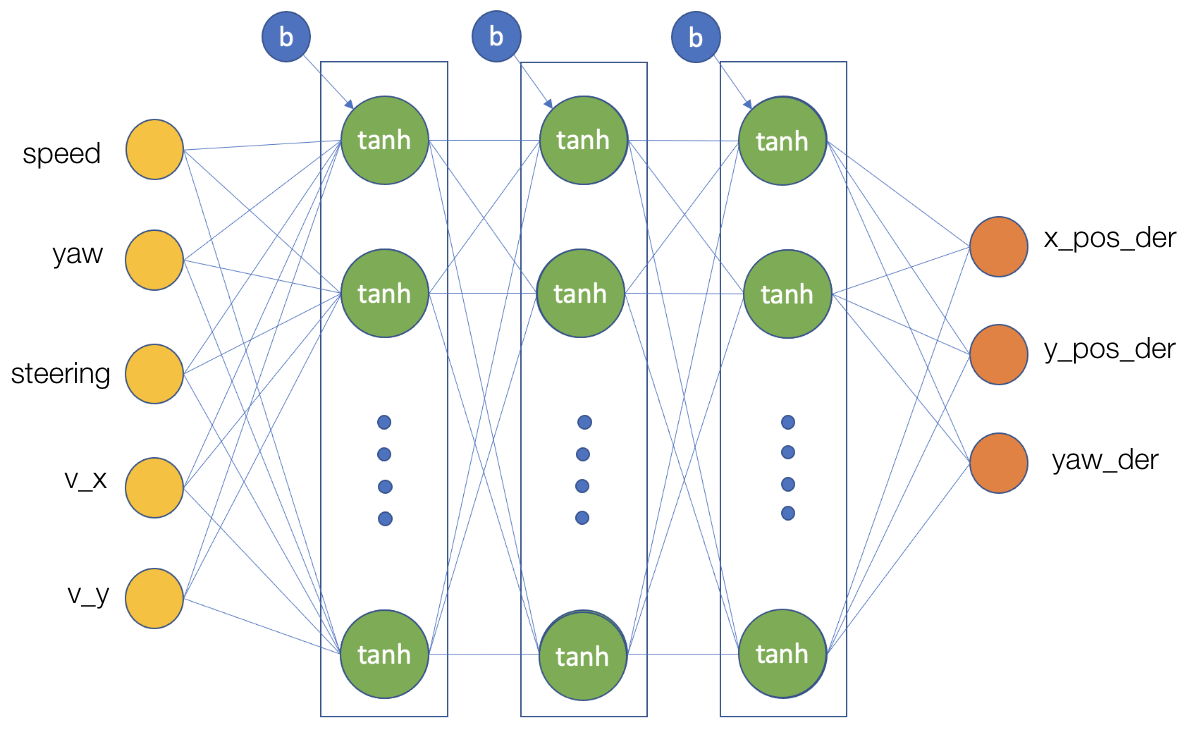 b
b
b
speed
yaw
steering
v_x
v_y
tanh
tanh
tanh
tanh
tanh
tanh
tanh
tanh
tanh
x_pos_der
y_pos_der
yaw_der